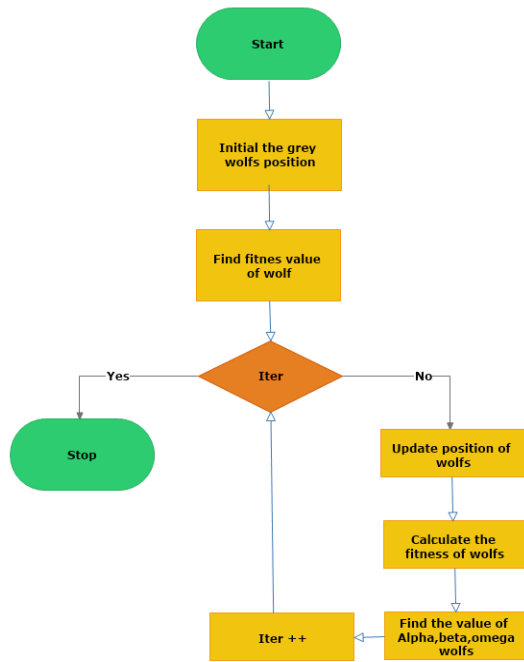 Start
Initial the grey
wolfs position
Find fitnes value
of wolf
Iter
Yes
No
Stop
Update position of
wolfs
Calculate the
fitness of wolfs
Find the value of
Alpha,beta,omega
wolfs
Iter ++